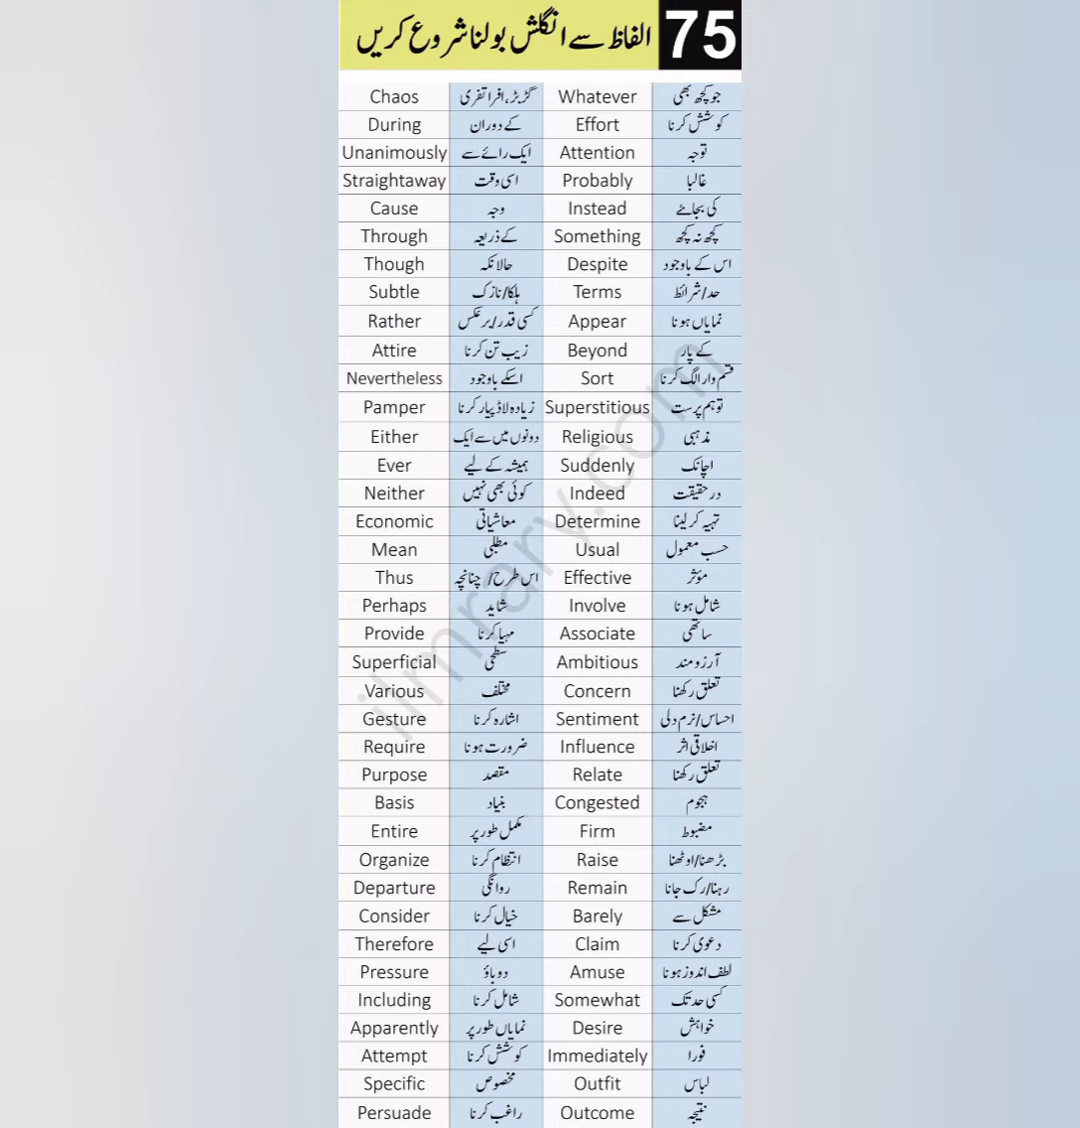 75 الفاظ سے انگلش بولنا شروع کریں
Chaos گڑبڑ، افراتفری Whatever جو کچھ بھی
During کے دوران Effort کوشش کرنا
Unanimously ایک رائے سے Attention توجہ
Straightaway اسی وقت Probably غالبا
Cause وجہ Instead کی بجائے
Through کے ذریعہ Something کچھ نہ کچھ
Though حالانکہ Despite اس کے باوجود
Subtle ہلکا/نازک Terms حد/شرائط
Rather کسی قدر/برعکس Appear نمایاں ہونا
Attire زیب تن کرنا Beyond کے پار
Nevertheless اسکے باوجود Sort قسم وار الگ کرنا
Pamper زیادہ لاڈ پیار کرنا Superstitious توہم پرست
Either دونوں میں سے ایک Religious مذہبی
Ever ہمیشہ کے لیے Suddenly اچانک
Neither کوئی بھی نہیں Indeed در حقیقت
Economic معاشیاتی Determine تہیہ کر لینا
Mean مطلبی Usual حسب معمول
Thus اس طرح/ چنانچہ Effective مؤثر
Perhaps شاید Involve شامل ہونا
Provide مہیا کرنا Associate ساتھی
Superficial سطحی Ambitious آرزو مند
Various مختلف Concern تعلق رکھنا
Gesture اشارہ کرنا Sentiment احساس/نرم دلی
Require ضرورت ہونا Influence اخلاقی اثر
Purpose مقصد Relate تعلق رکھنا
Basis بنیاد Congested ہجوم
Entire مکمل طور پر Firm مضبوط
Organize انتظام کرنا Raise بڑھنا/اوٹھنا
Departure روانگی Remain رہنا/رک جانا
Consider خیال کرنا Barely مشکل سے
Therefore اسی لیے Claim دعوی کرنا
Pressure دوباؤ Amuse لطف اندوز ہونا
Including شامل کرنا Somewhat کسی حد تک
Apparently نمایاں طور پر Desire خواہش
Attempt کوشش کرنا Immediately فورا
Specific مخصوص Outfit لباس
Persuade راغب کرنا Outcome نتیجہ
ilmrary.com